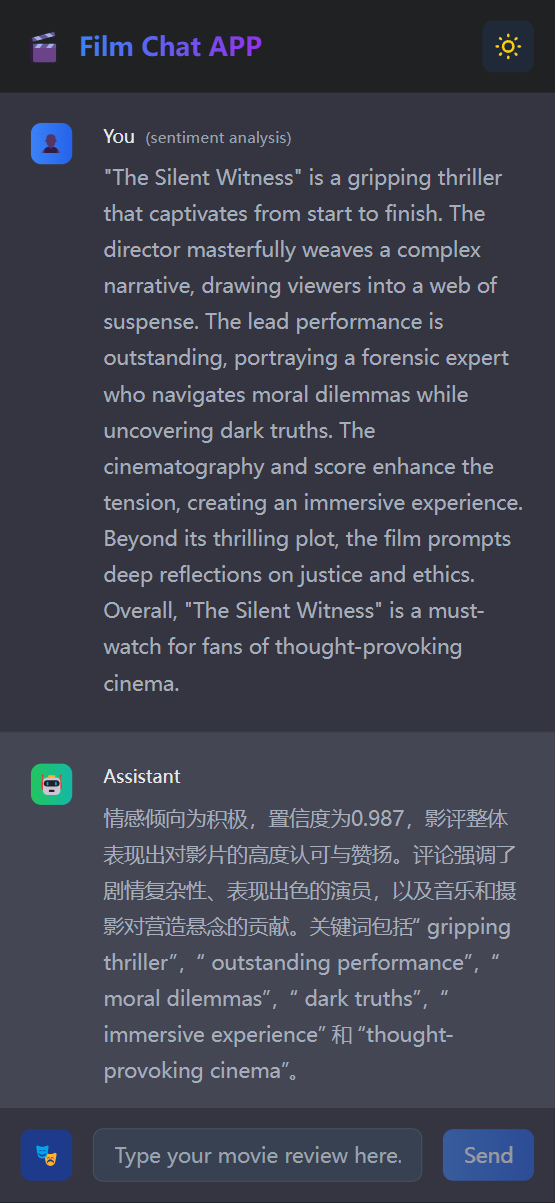 Film Chat APP
You (sentiment analysis)
"The Silent Witness" is a gripping thriller
that captivates from start to finish. The
director masterfully weaves a complex
narrative, drawing viewers into a web of
suspense. The lead performance is
outstanding, portraying a forensic expert
who navigates moral dilemmas while
uncovering dark truths. The
cinematography and score enhance the
tension, creating an immersive experience.
Beyond its thrilling plot, the film prompts
deep reflections on justice and ethics.
Overall, "The Silent Witness" is a must-
watch for fans of thought-provoking
cinema.
Assistant
情感倾向为积极，置信度为0.987，影评整体
表现出对影片的高度认可与赞扬。评论强调了
剧情复杂性、表现出色的演员，以及音乐和摄
影对营造悬念的贡献。关键词包括“ gripping
thriller”，“ outstanding performance”，“
moral dilemmas”，“ dark truths”，“
immersive experience” 和 “thought-
provoking cinema”。
Type your movie review here.
Send